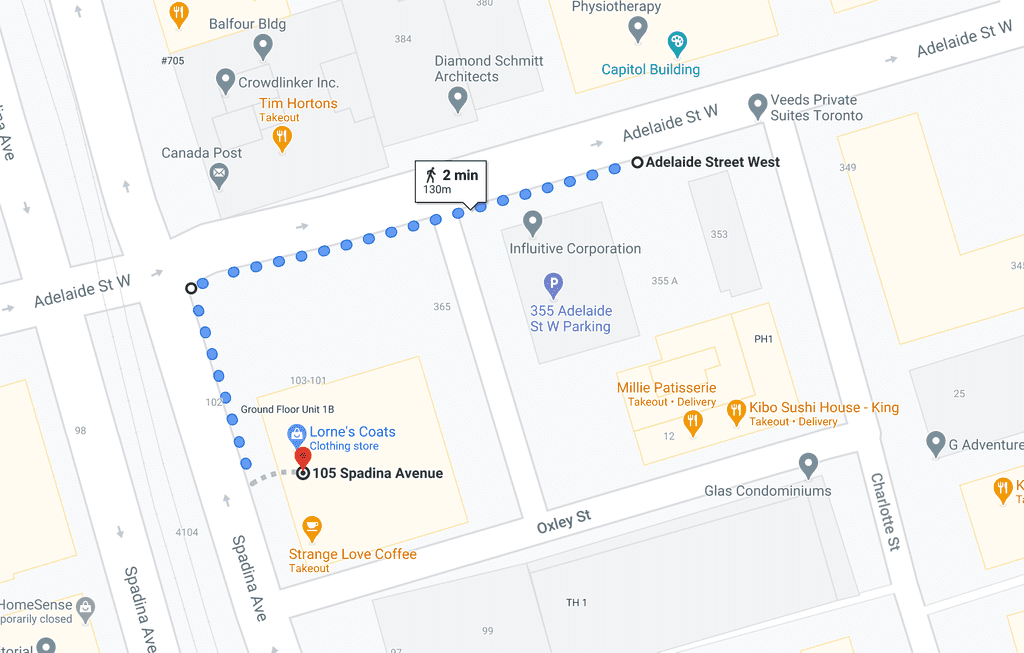 380
Physiotherapy
Balfour Bldg
384
Adelaide St W
#705
Diamond Schmitt
Architects
Capitol Building
Crowdlinker Inc.
Tim Hortons
Takeout
Veeds Private
Suites Toronto
Adelaide St W
Spadina Ave
Canada Post
2 min
130m
Adelaide Street West
349
353
Influitive Corporation
345
Adelaide St W
355 A
P
355 Adelaide
St W Parking
365
PH1
103-101
Millie Patisserie
Takeout • Delivery
25
102
Ground Floor Unit 1B
Kibo Sushi House - King
Takeout • Delivery
98
Lorne's Coats
Clothing store
12
G Adventure
105 Spadina Avenue
Glas Condominiums
Charlotte St
K
Ta
Oxley St
4104
Strange Love Coffee
Takeout
Spadina Ave
Spadina Ave
HomeSense
porarily closed
TH 1
99
torial
97